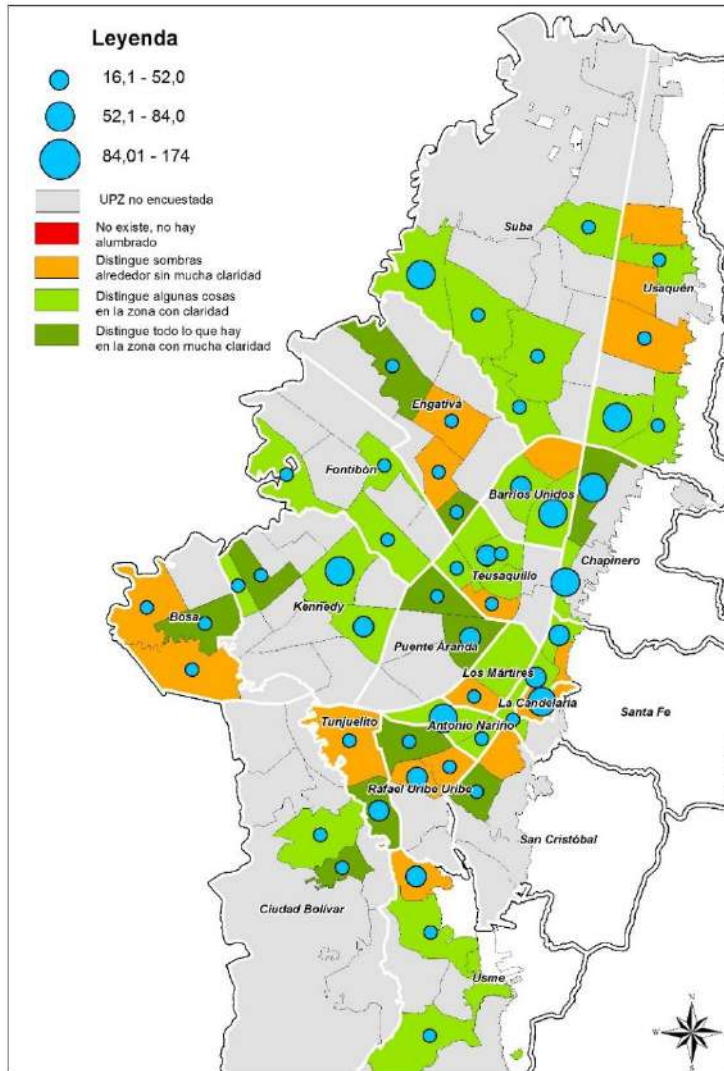 Leyenda
16,1 - 52,0
52,1 - 84,0
84,01 - 174
UPZ no encuestada
No existe, no hay
alumbrado
Distingue sombras
alrededor sin mucha claridad
Distingue algunas cosas
en la zona con claridad
Distingue todo lo que hay
en la zona con mucha claridad
Suba
Usaquén
Engativá
Fontibón
Barrios Unidos
Chapinero
Teusaquillo
Kennedy
Bosa
Puente Aranda
Los Mártires
La Candelaria
Santa Fe
Tunjuelito
Antonio Nariño
Rafael Uribe Uribe
San Cristóbal
Ciudad Bolívar
Usme
N
W
E
S